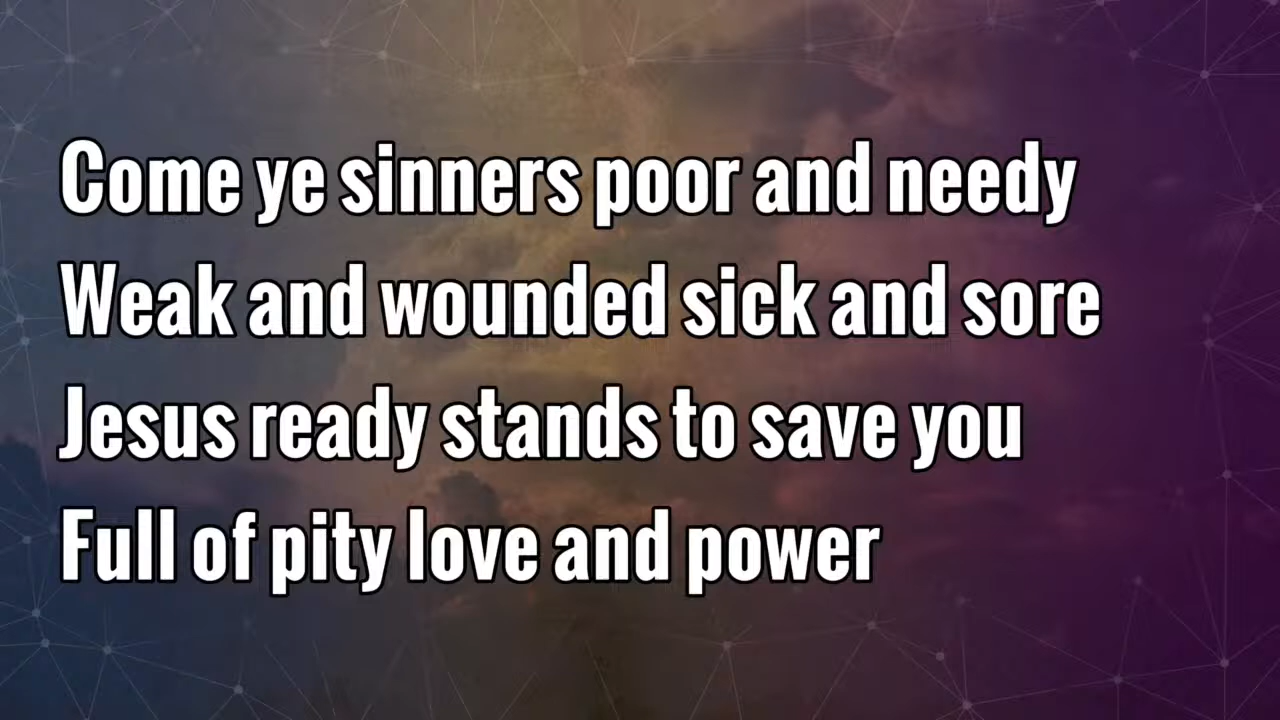 Come ye sinners poor and needy
Weak and wounded sick and sore
Jesus ready stands to save you
Full of pity love and power